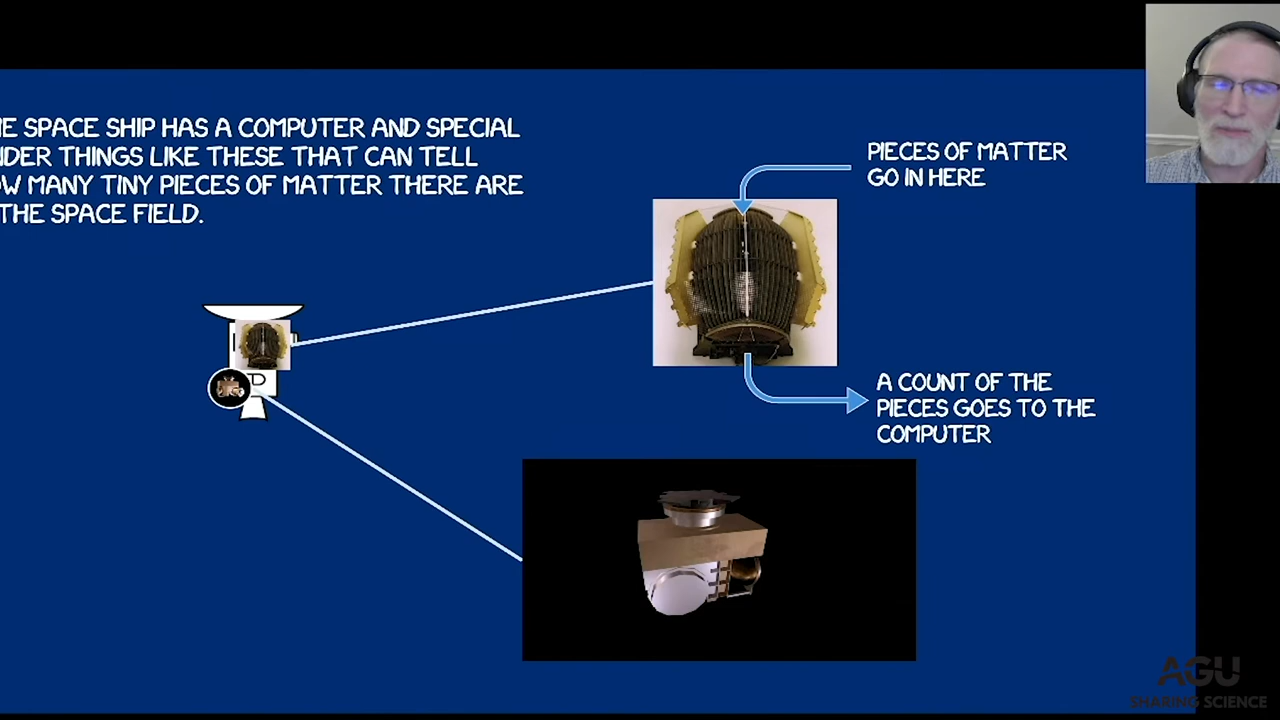 E SPACE SHIP HAS A COMPUTER AND SPECIAL
NDER THINGS LIKE THESE THAT CAN TELL
OW MANY TINY PIECES OF MATTER THERE ARE
THE SPACE FIELD.
PIECES OF MATTER
GO IN HERE
A COUNT OF THE
PIECES GOES TO THE
COMPUTER
AGU
SHARING SCIENCE